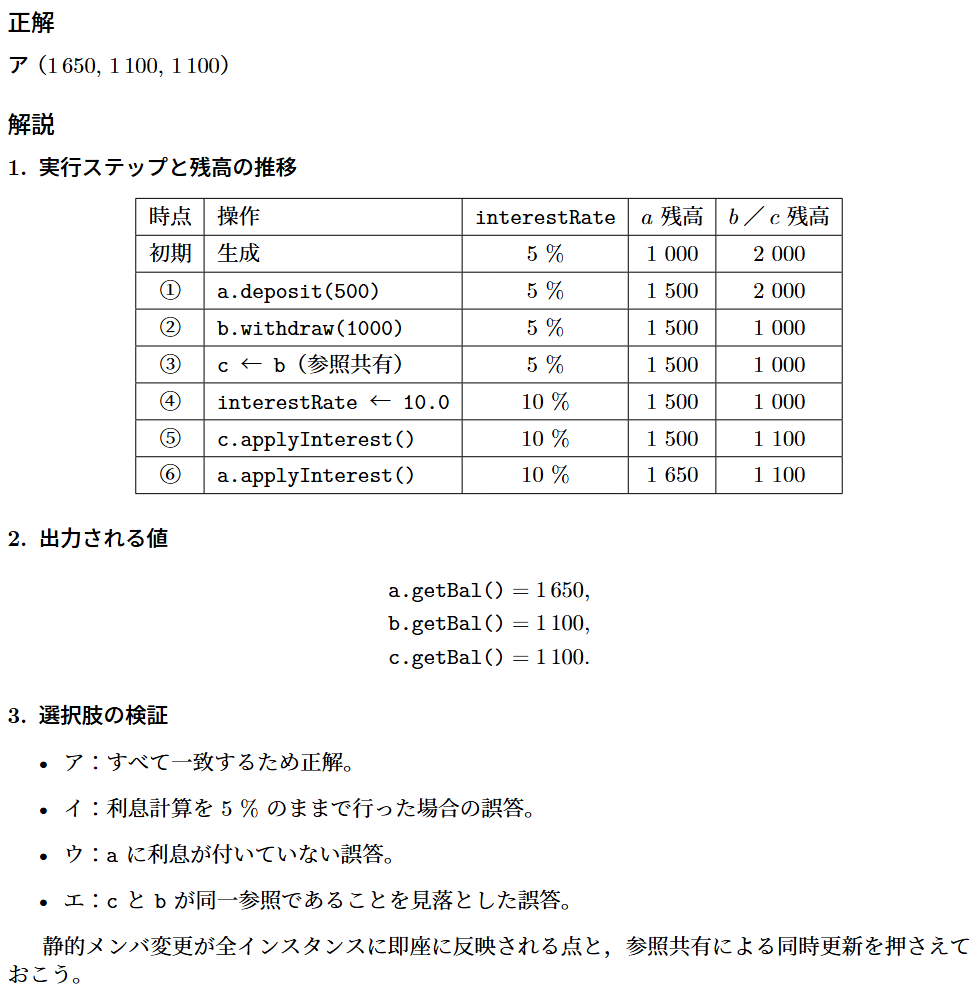 正解
ア（1 650, 1 100, 1 100）
解説
1. 実行ステップと残高の推移
時点 操作 interestRate a 残高 b／c 残高
初期 生成 5 % 1 000 2 000
① a.deposit(500) 5 % 1 500 2 000
② b.withdraw(1000) 5 % 1 500 1 000
③ c ← b（参照共有） 5 % 1 500 1 000
④ interestRate ← 10.0 10 % 1 500 1 000
⑤ c.applyInterest() 10 % 1 500 1 100
⑥ a.applyInterest() 10 % 1 650 1 100
2. 出力される値
a.getBal() = 1 650,
b.getBal() = 1 100,
c.getBal() = 1 100.
3. 選択肢の検証
• ア：すべて一致するため正解。
• イ：利息計算を 5 % のままで行った場合の誤答。
• ウ：a に利息が付いていない誤答。
• エ：c と b が同一参照であることを見落とした誤答。
静的メンバ変更が全インスタンスに即座に反映される点と，参照共有による同時更新を押さえて
おこう。